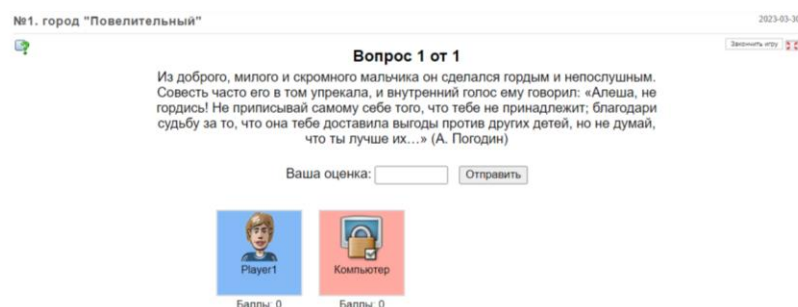 №1. город "Повелительный"
2023-03-30
Закончить игру
Вопрос 1 от 1
Из доброго, милого и скромного мальчика он сделался гордым и непослушным.
Совесть часто его в том упрекала, и внутренний голос ему говорил: «Алеша, не
гордись! Не приписывай самому себе того, что тебе не принадлежит; благодари
судьбу за то, что она тебе доставила выгоды против других детей, но не думай,
что ты лучше их…» (А. Погодин)
Ваша оценка:
Отправить
Player1
Компьютер
Баллы: 0
Баллы: 0